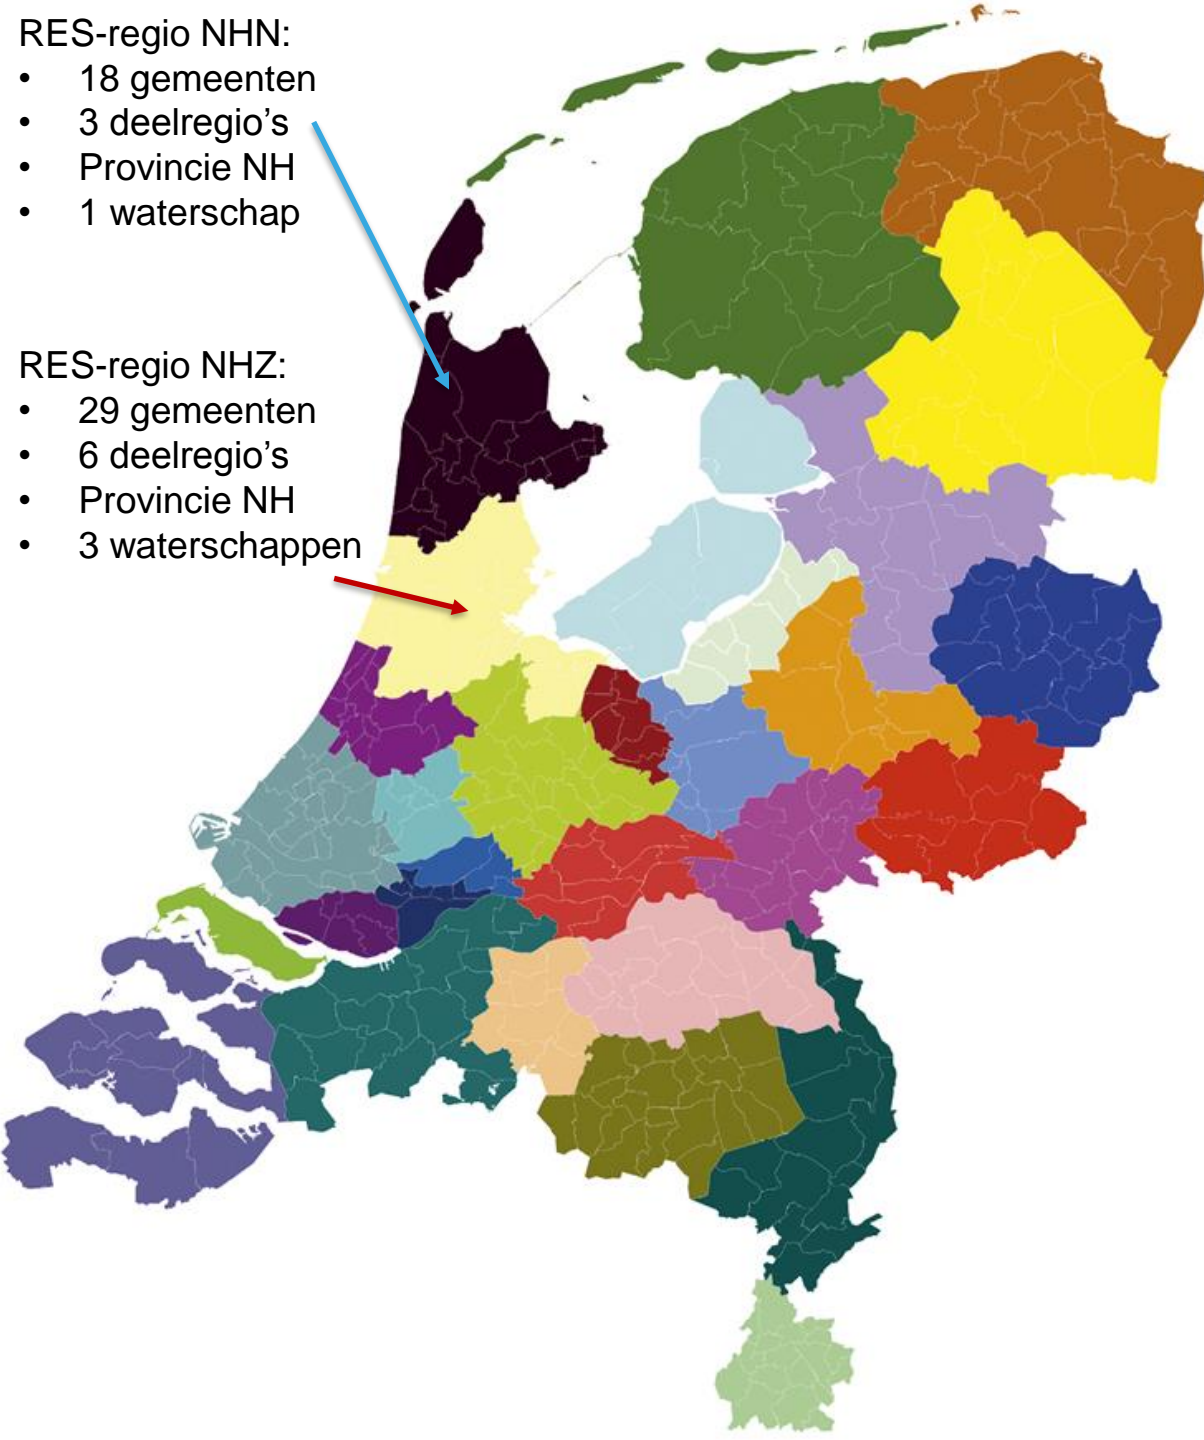 RES-regio NHN:
• 18 gemeenten
• 3 deelregio’s
• Provincie NH
• 1 waterschap
RES-regio NHZ:
• 29 gemeenten
• 6 deelregio’s
• Provincie NH
• 3 waterschappen